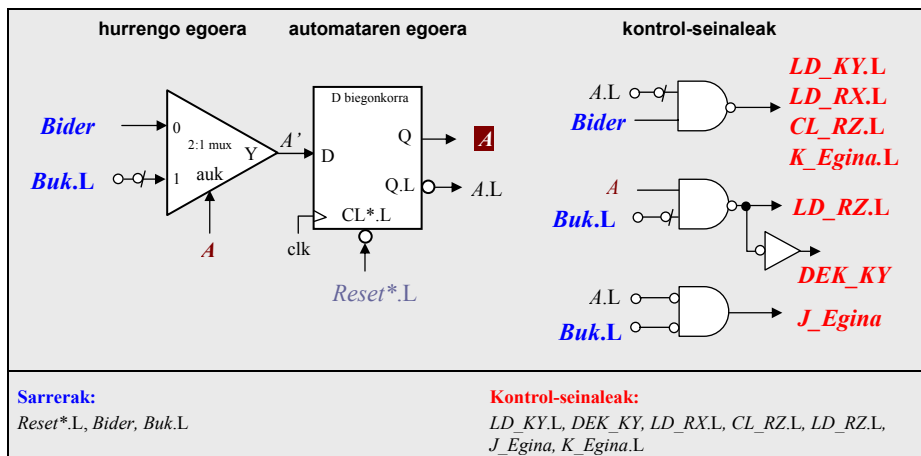 hurrengo egoera
automataren egoera
kontrol-seinaleak
Bider
0
2:1 mux
Y
Buk.L
1
auk
A
A’
D biegonkorra
D
Q
Q.L
CL*.L
clk
A
A.L
Reset*.L
A.L
Bider
LD_KY.L
LD_RX.L
CL_RZ.L
K_Egina.L
A
Buk.L
LD_RZ.L
DEK_KY
A.L
Buk.L
J_Egina
Sarrerak:
Reset*.L, Bider, Buk.L
Kontrol-seinaleak:
LD_KY.L, DEK_KY, LD_RX.L, CL_RZ.L, LD_RZ.L,
J_Egina, K_Egina.L